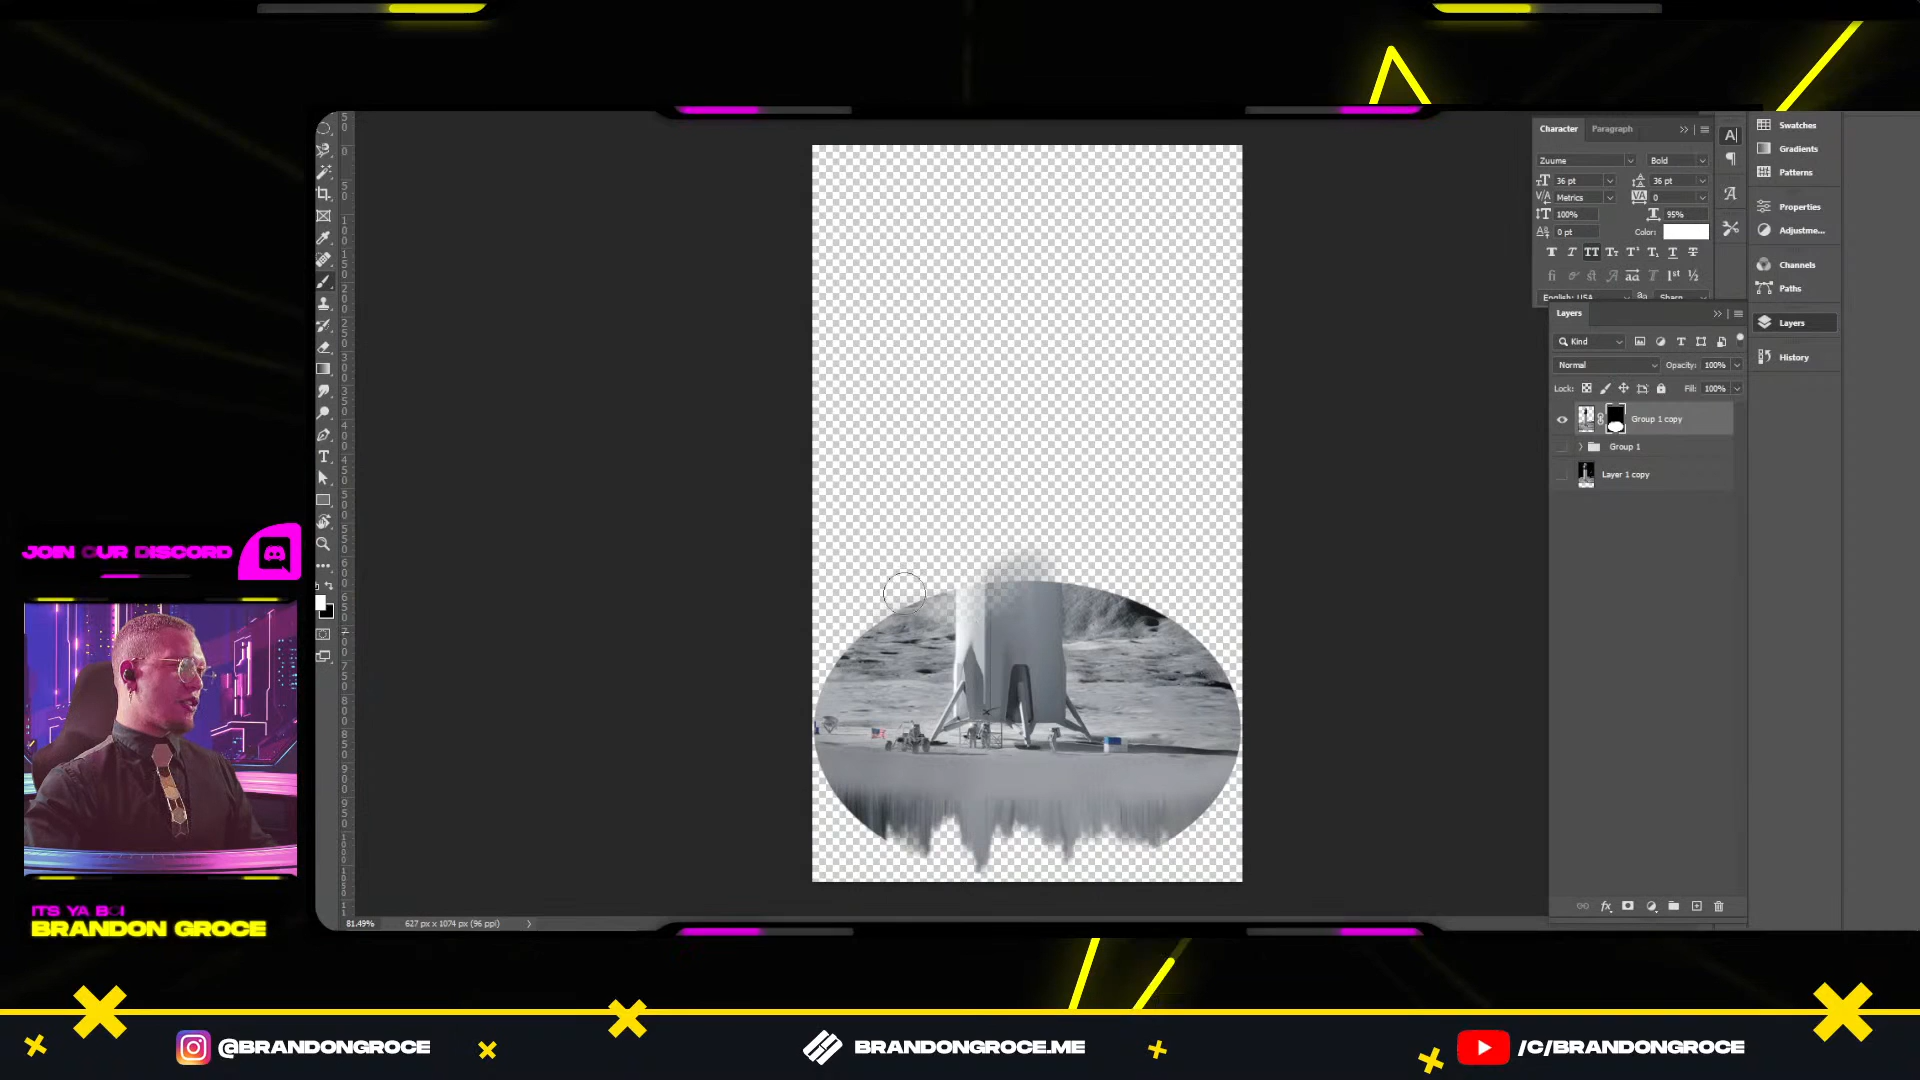 Character Paragraph
Zuume Bold
36 pt 36 pt
Metrics 0
100% 95%
0 pt Color:
English: USA Sharp
Swatches
Gradients
Patterns
Properties
Adjustme...
Channels
Paths
Layers
History
Layers
Kind
Normal Opacity: 100%
Lock: Fill: 100%
Group 1 copy
Group 1
Layer 1 copy
81.49% 627 px x 1074 px (96 ppi)
JOIN OUR DISCORD
ITS YA BOI
BRANDON GROCE
@BRANDONGROCE
BRANDONGROCE.ME
/C/BRANDONGROCE